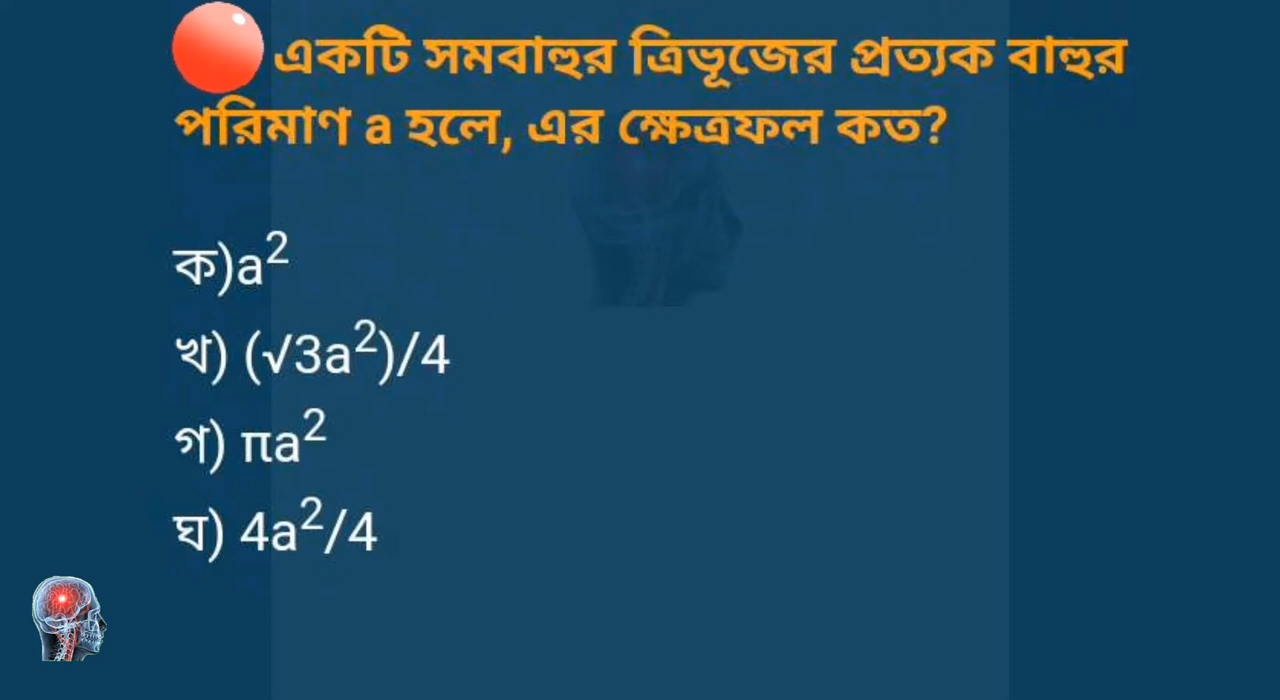 একটি সমবাহুর ত্রিভূজের প্রত্যক বাহুর
পরিমাণ a হলে, এর ক্ষেত্রফল কত?
ক)a²
খ) (√3a²)/4
গ) πa²
ঘ) 4a²/4